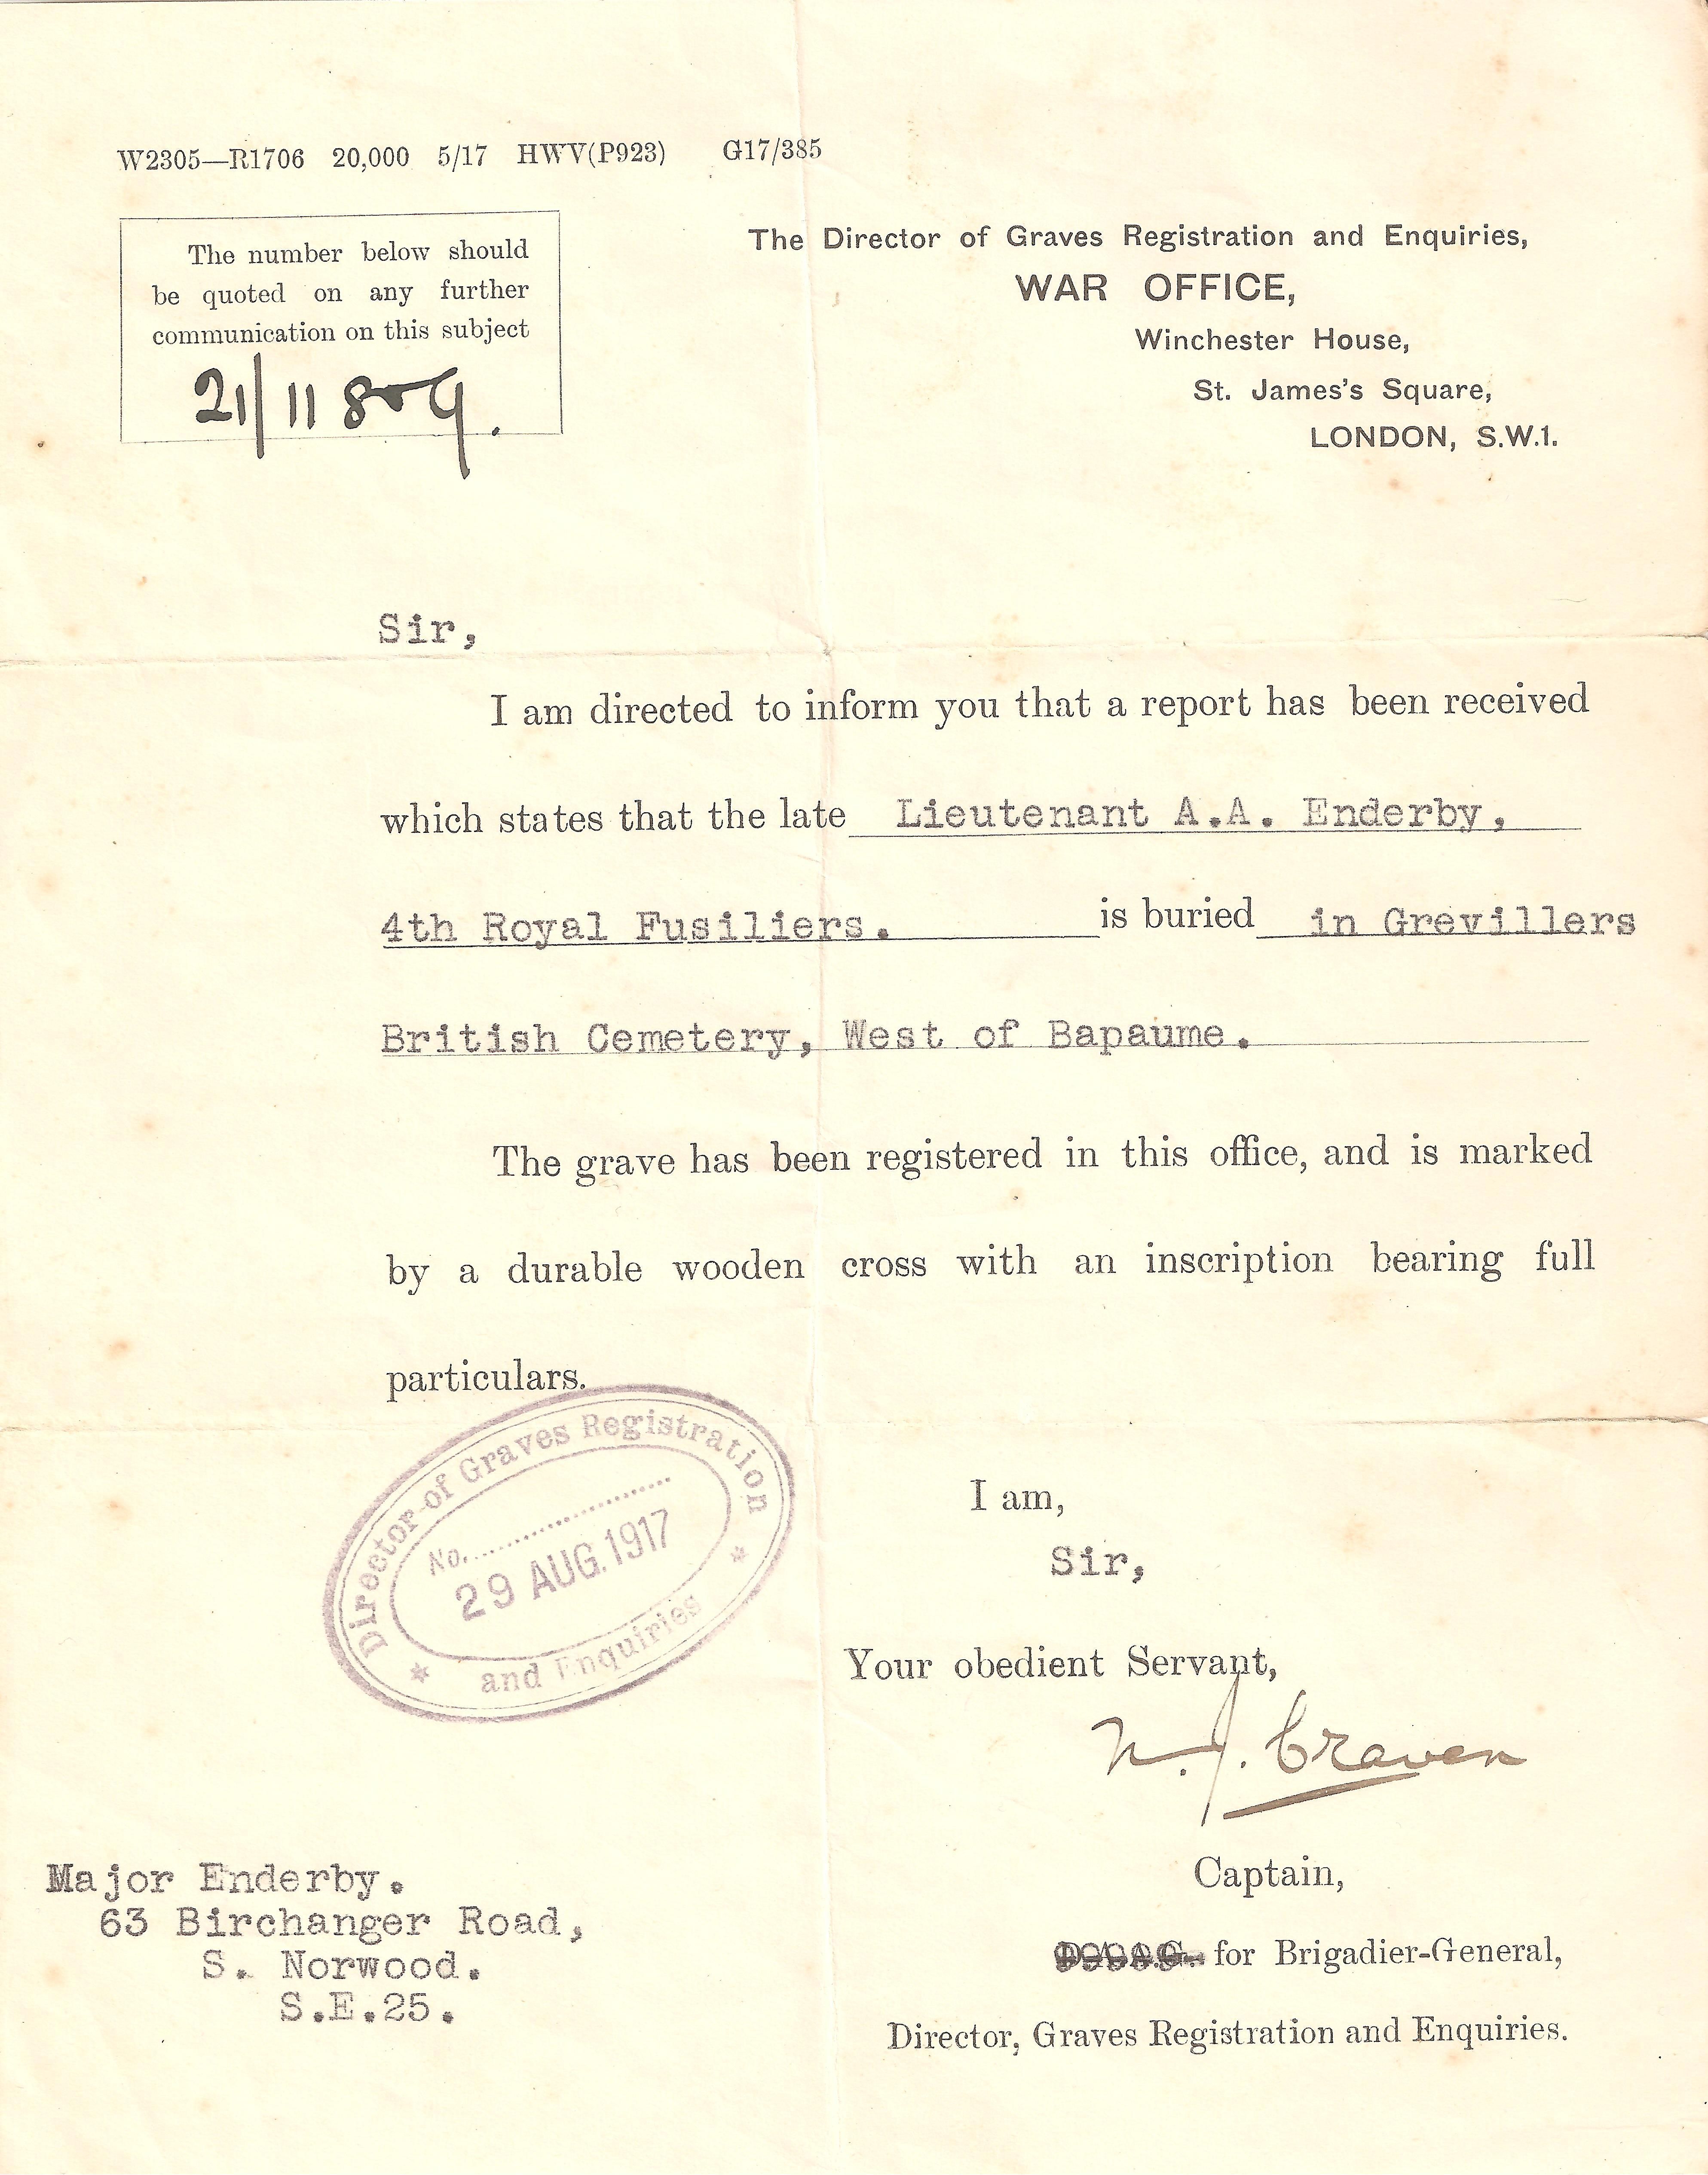 W2305—R1706 20,000 5/17 HWV(P923) G17/385
The number below should
be quoted on any further
communication on this subject
21/11809.
The Director of Graves Registration and Enquiries,
WAR OFFICE,
Winchester House,
St. James's Square,
LONDON, S.W.1.
Sir,
I am directed to inform you that a report has been received
which states that the late Lieutenant A.A. Enderby,
4th Royal Fusiliers. is buried in Grevillers
British Cemetery, West of Bapaume.
The grave has been registered in this office, and is marked
by a durable wooden cross with an inscription bearing full
particulars.
Director of Graves Registration
No.
29 AUG. 1917
and Enquiries
I am,
Sir,
Your obedient Servant,
N.J. Craven
Captain,
for Brigadier-General,
Director, Graves Registration and Enquiries.
Major Enderby.
63 Birchanger Road,
S. Norwood.
S.E.25.